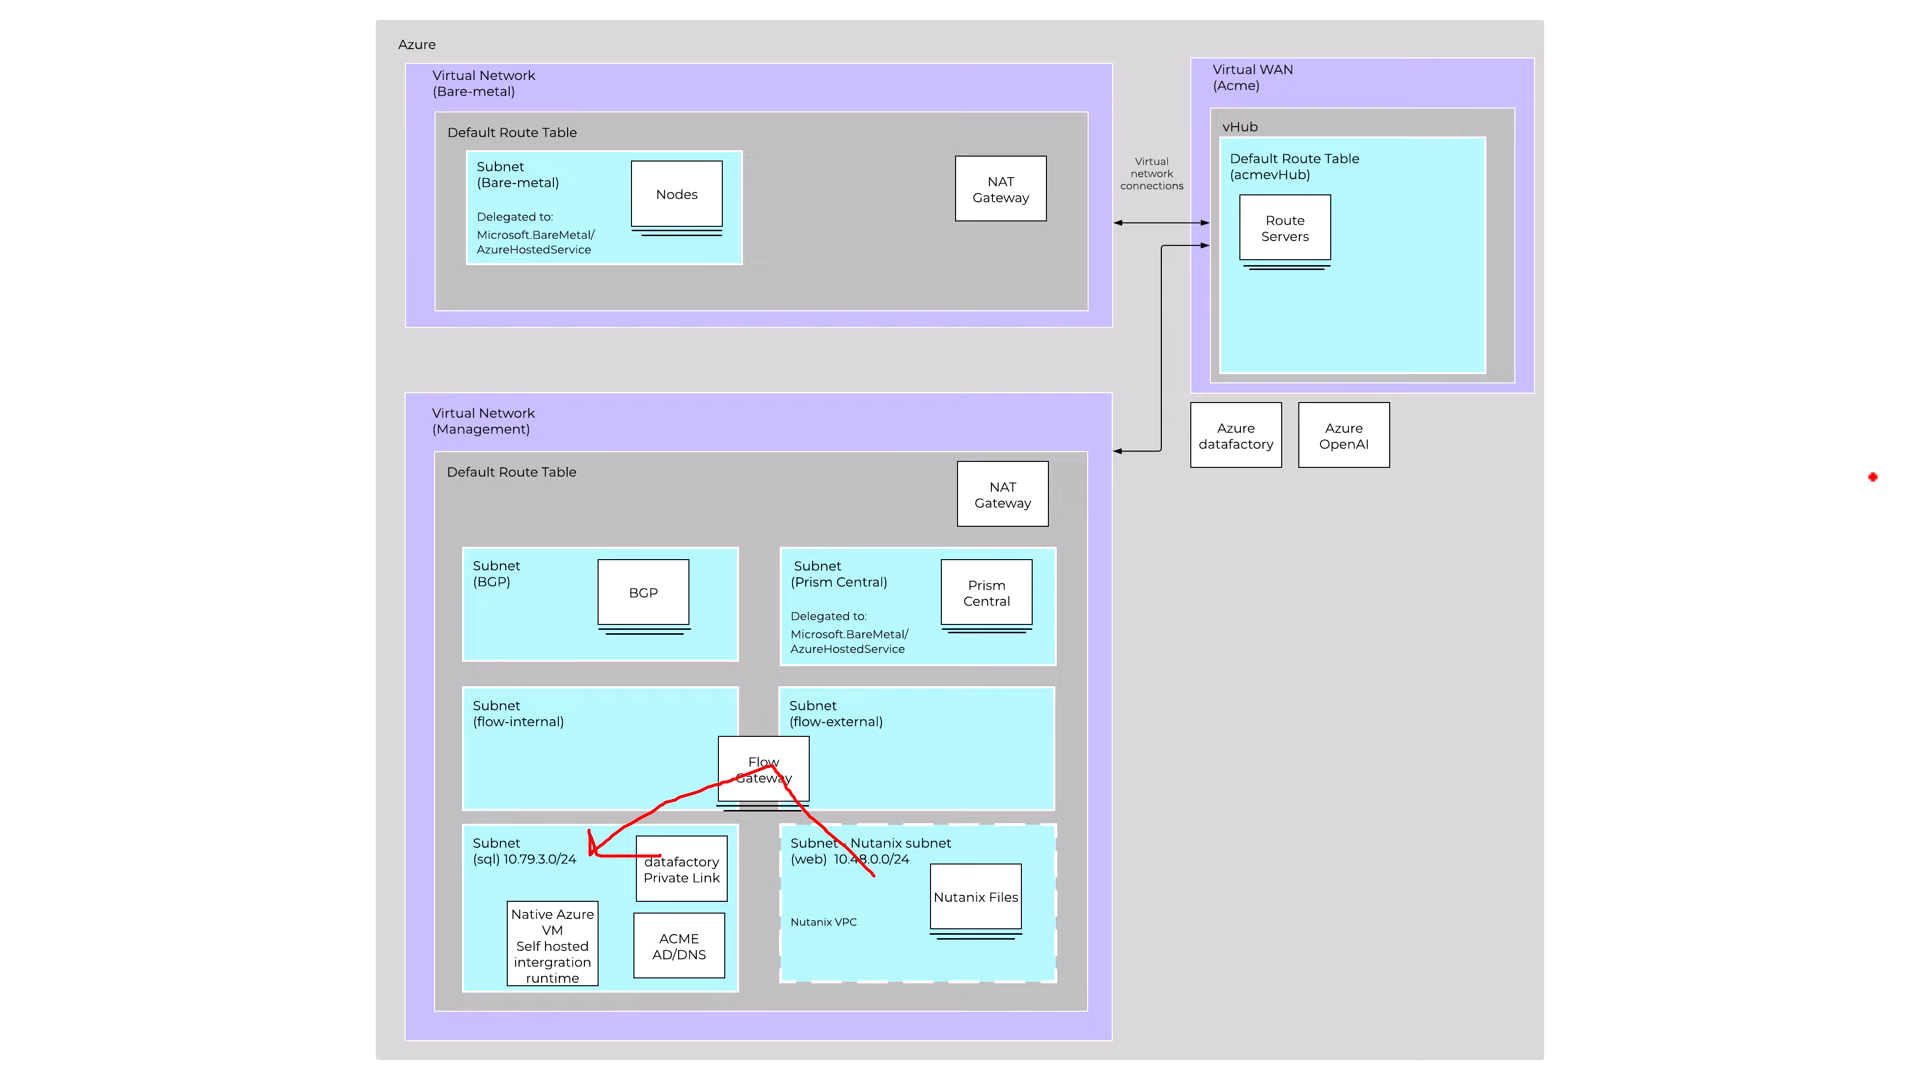 Azure
Virtual Network
(Bare-metal)
Default Route Table
Subnet
(Bare-metal)
Delegated to:
Microsoft.BareMetal/
AzureHostedService
Nodes
NAT
Gateway
Virtual
network
connections
Virtual WAN
(Acme)
vHub
Default Route Table
(acmevHub)
Route
Servers
Azure
datafactory
Azure
OpenAI
Virtual Network
(Management)
Default Route Table
NAT
Gateway
Subnet
(BGP)
BGP
Subnet
(Prism Central)
Delegated to:
Microsoft.BareMetal/
AzureHostedService
Prism
Central
Subnet
(flow-internal)
Subnet
(flow-external)
Flow
Gateway
Subnet
(sql) 10.79.3.0/24
datafactory
Private Link
Native Azure
VM
Self hosted
intergration
runtime
ACME
AD/DNS
Subnet - Nutanix subnet
(web) 10.48.0.0/24
Nutanix Files
Nutanix VPC